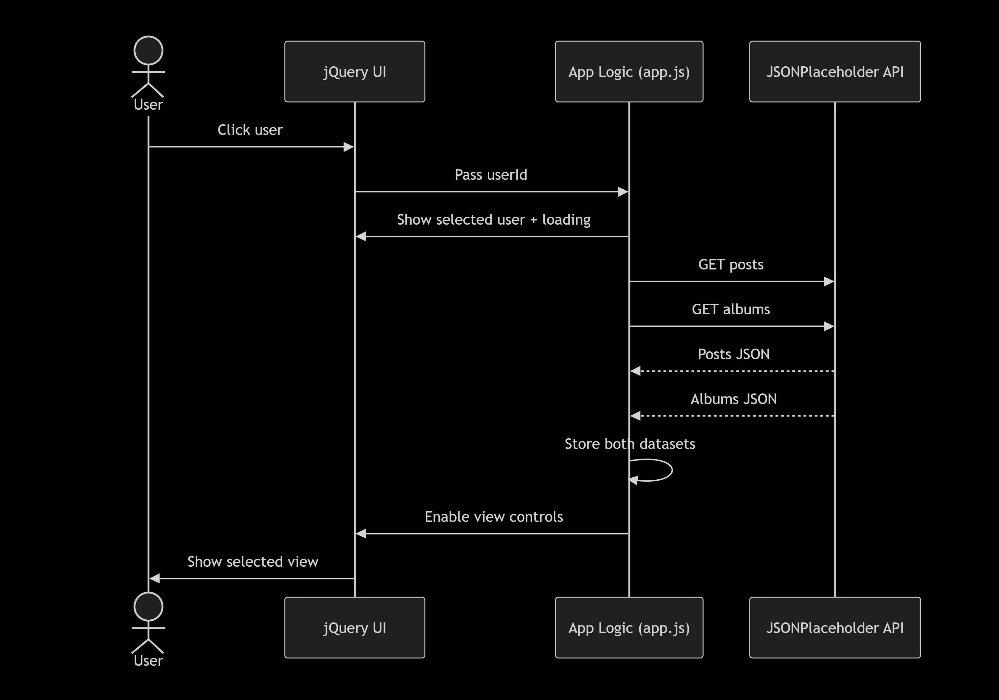 User
jQuery UI
App Logic (app.js)
JSONPlaceholder API
Click user
Pass userId
Show selected user + loading
GET posts
GET albums
Posts JSON
Albums JSON
Store both datasets
Enable view controls
Show selected view
User
jQuery UI
App Logic (app.js)
JSONPlaceholder API